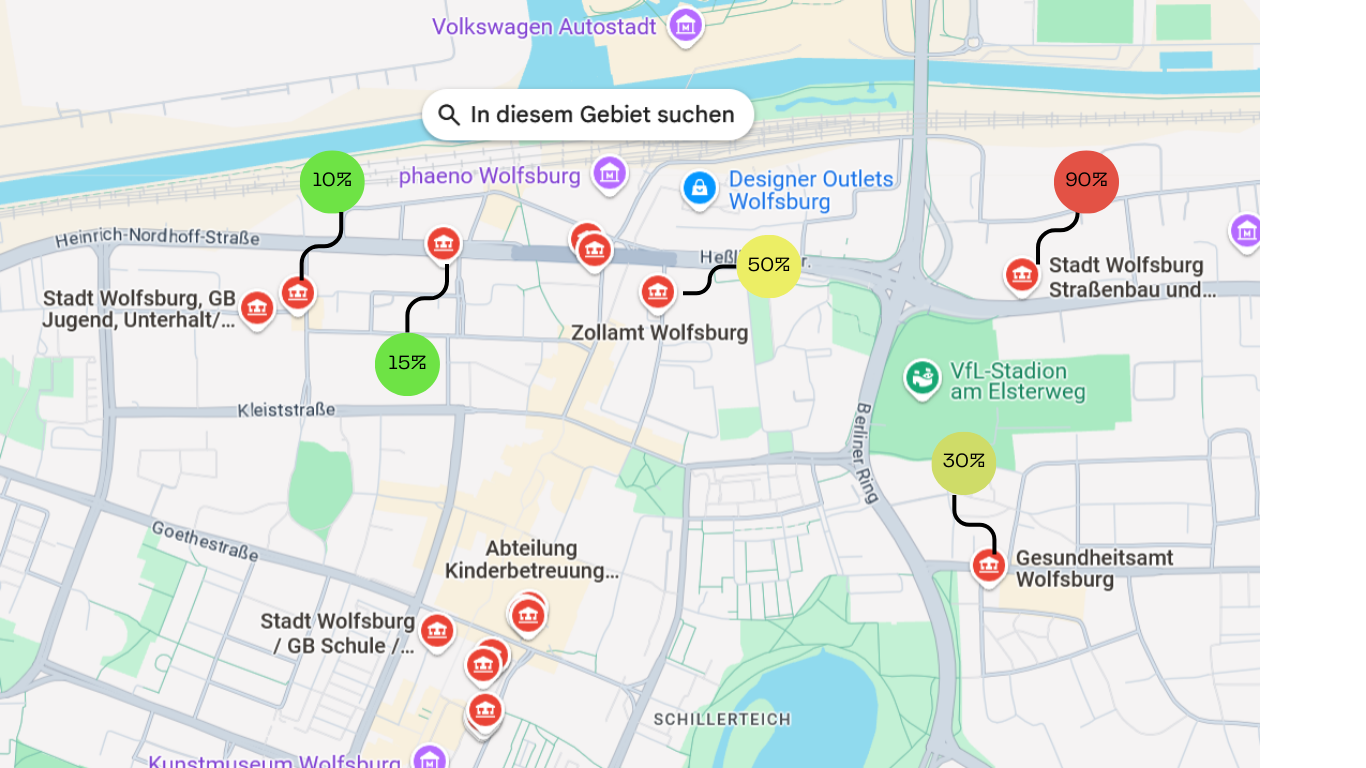 Volkswagen Autostadt
In diesem Gebiet suchen
10%
phaeno Wolfsburg
Designer Outlets
Wolfsburg
90%
Heinrich-Nordhoff-Straße
50%
Stadt Wolfsburg
Straßenbau und...
Stadt Wolfsburg, GB
Jugend, Unterhalt/...
Zollamt Wolfsburg
15%
VfL-Stadion
am Elsterweg
Kleiststraße
Berliner Ring
30%
Goethestraße
Abteilung
Kinderbetreuung...
Gesundheitsamt
Wolfsburg
Stadt Wolfsburg
/ GB Schule /...
SCHILLERTEICH
Kunstmuseum Wolfsburg